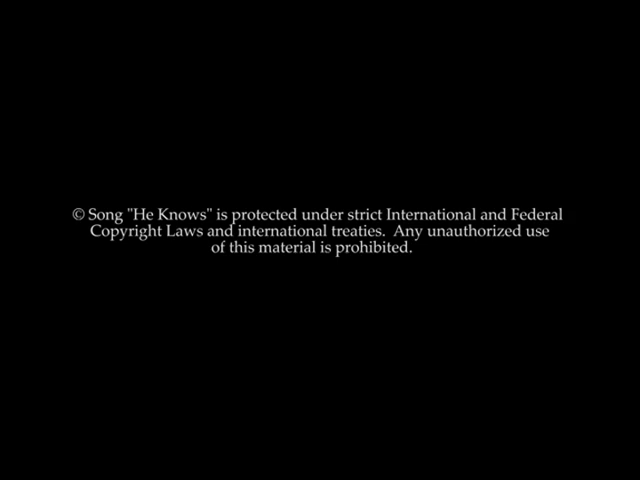 © Song "He Knows" is protected under strict International and Federal
Copyright Laws and international treaties.  Any unauthorized use
of this material is prohibited.